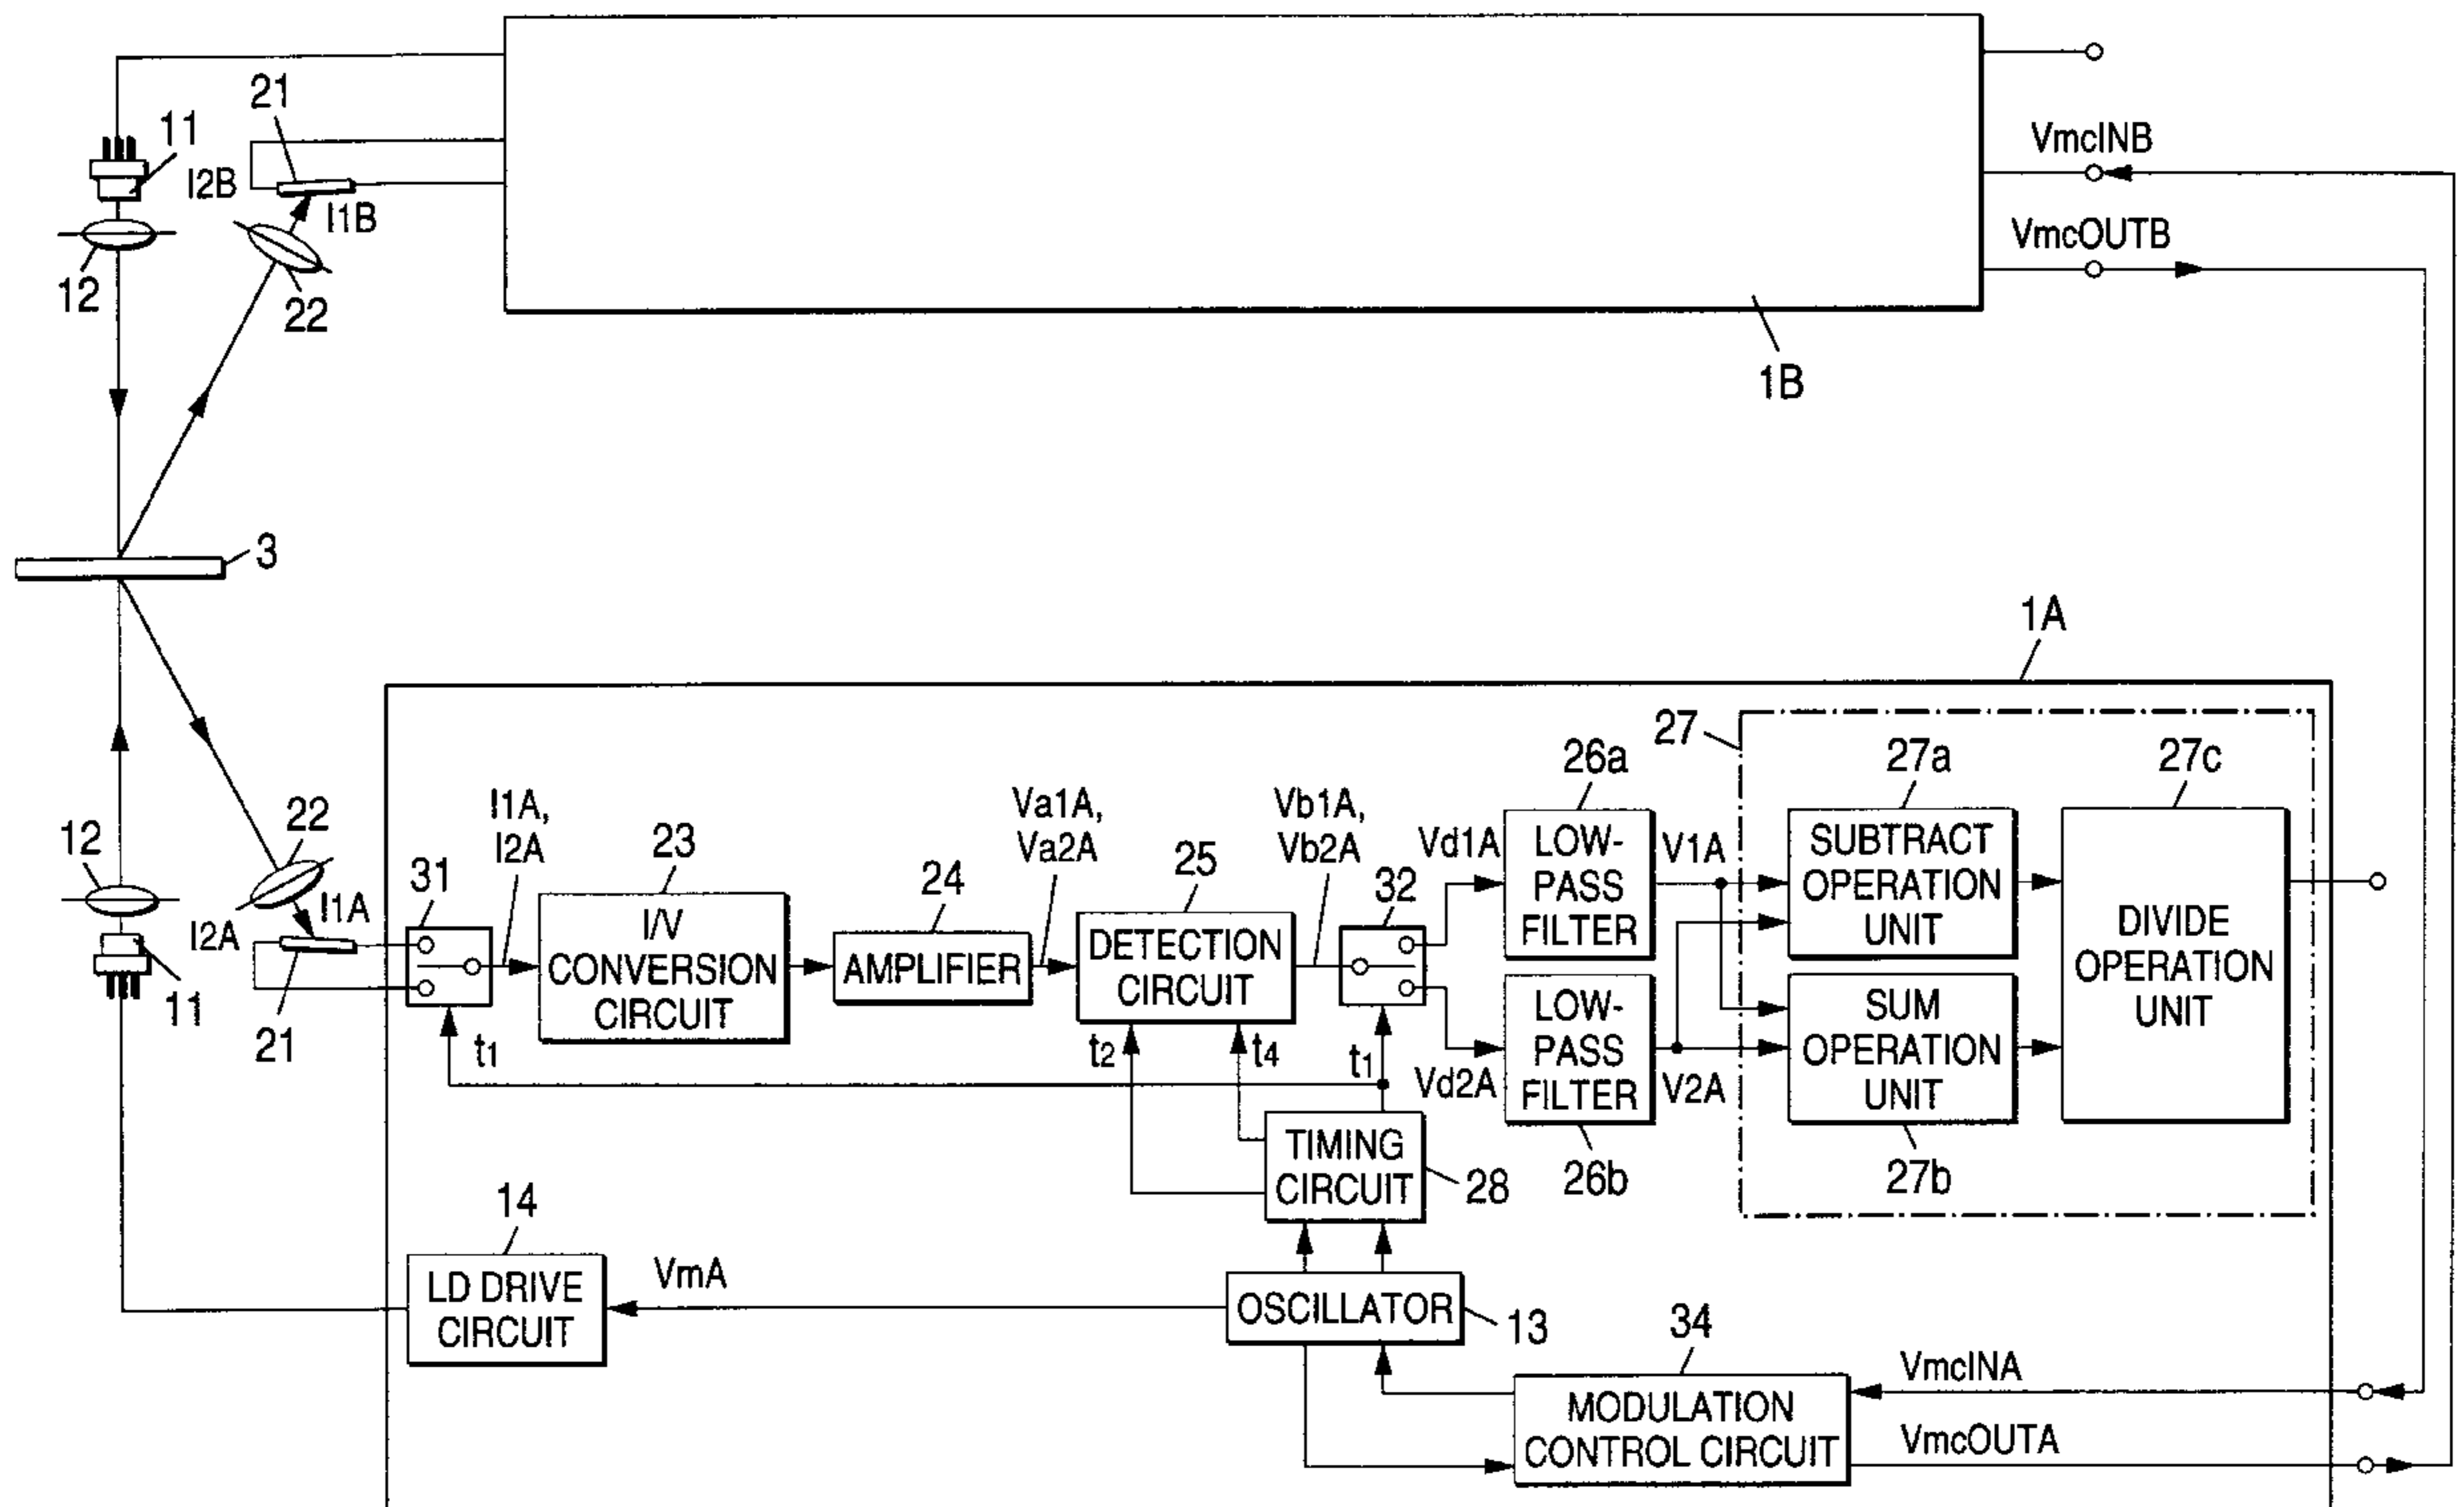 21
11
I2B
I1B
12
22
VmcINB
VmcOUTB
1B
3
1A
27
26a
27a
27c
22
12
I1A,
I2A
23
Va1A,
Va2A
Vb1A,
Vb2A
Vd1A
LOW-
PASS
FILTER
V1A
SUBTRACT
OPERATION
UNIT
DIVIDE
OPERATION
UNIT
31
24
25
32
I1A
I2A
I/V
CONVERSION
CIRCUIT
AMPLIFIER
DETECTION
CIRCUIT
LOW-
PASS
FILTER
SUM
OPERATION
UNIT
11
21
t1
t2
t4
t1
Vd2A
V2A
TIMING
CIRCUIT
28
26b
27b
14
LD DRIVE
CIRCUIT
VmA
OSCILLATOR
13
34
MODULATION
CONTROL CIRCUIT
VmcINA
VmcOUTA